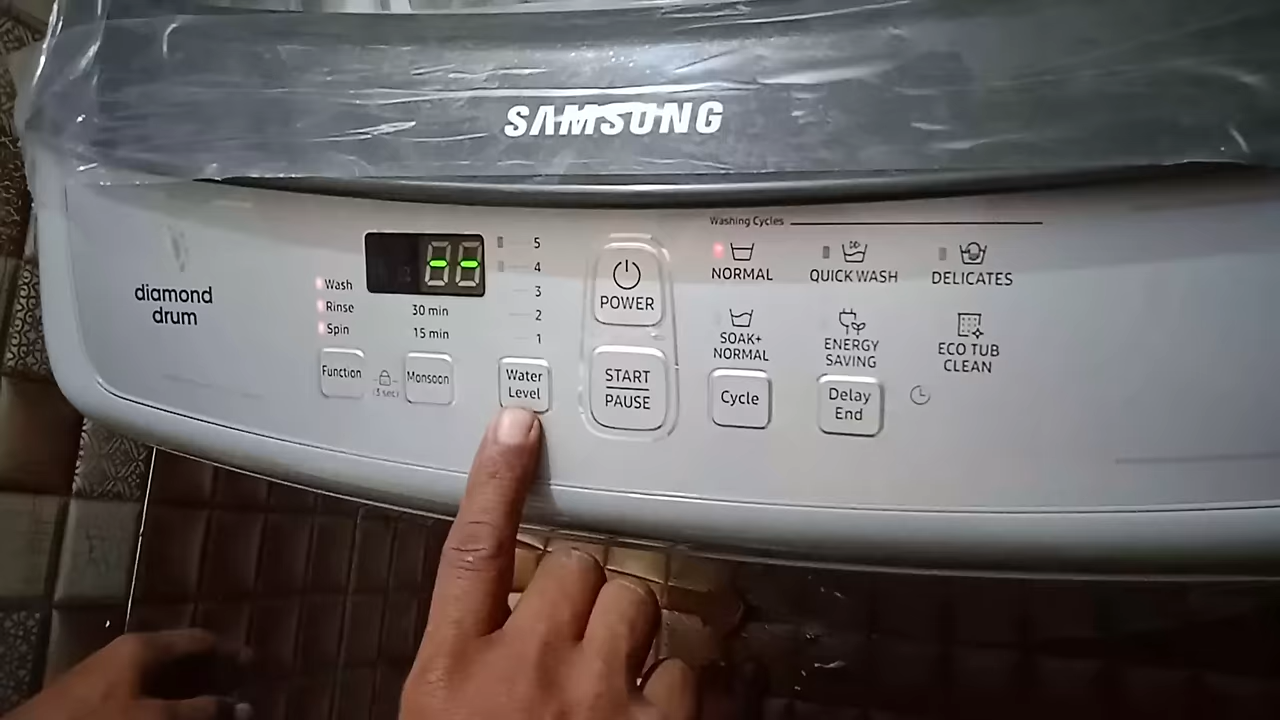 SAMSUNG
Washing Cycles
diamond
drum
--
Wash
Rinse
Spin
30 min
15 min
5
4
3
2
1
Function
(3 sec)
Monsoon
Water
Level
POWER
START
PAUSE
NORMAL
QUICK WASH
DELICATES
SOAK+
NORMAL
ENERGY
SAVING
ECO TUB
CLEAN
Cycle
Delay
End